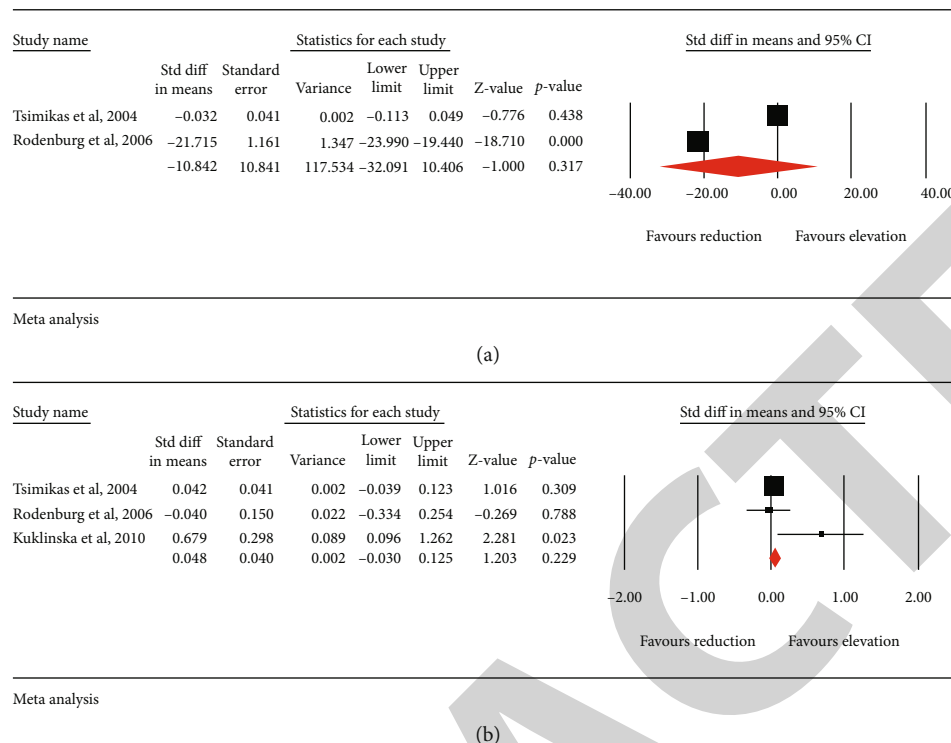 Study name Statistics for each study Std diff in means and 95% CI
Std diff in means Standard error Variance Lower limit Upper limit Z-value p-value
Tsimikas et al, 2004 −0.032 0.041 0.002 −0.113 0.049 −0.776 0.438
Rodenburg et al, 2006 −21.715 1.161 1.347 −23.990 −19.440 −18.710 0.000
−10.842 10.841 117.534 −32.091 10.406 −1.000 0.317
−40.00 −20.00 0.00 20.00 40.00
Favours reduction Favours elevation
Meta analysis
(a)
Study name Statistics for each study Std diff in means and 95% CI
Std diff in means Standard error Variance Lower limit Upper limit Z-value p-value
Tsimikas et al, 2004 0.042 0.041 0.002 −0.039 0.123 1.016 0.309
Rodenburg et al, 2006 −0.040 0.150 0.022 −0.334 0.254 −0.269 0.788
Kuklinska et al, 2010 0.679 0.298 0.089 0.096 1.262 2.281 0.023
0.048 0.040 0.002 −0.030 0.125 1.203 0.229
−2.00 −1.00 0.00 1.00 2.00
Favours reduction Favours elevation
Meta analysis
(b)